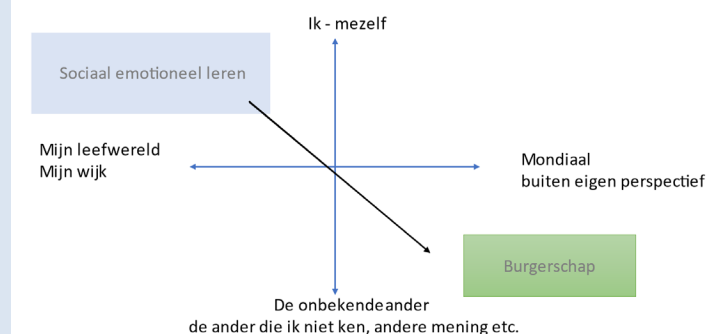 Ik - mezelf
Sociaal emotioneel leren
Mijn leefwereld
Mijn wijk
Mondiaal
buiten eigen perspectief
Burgerschap
De onbekendeander
de ander die ik niet ken, andere mening etc.